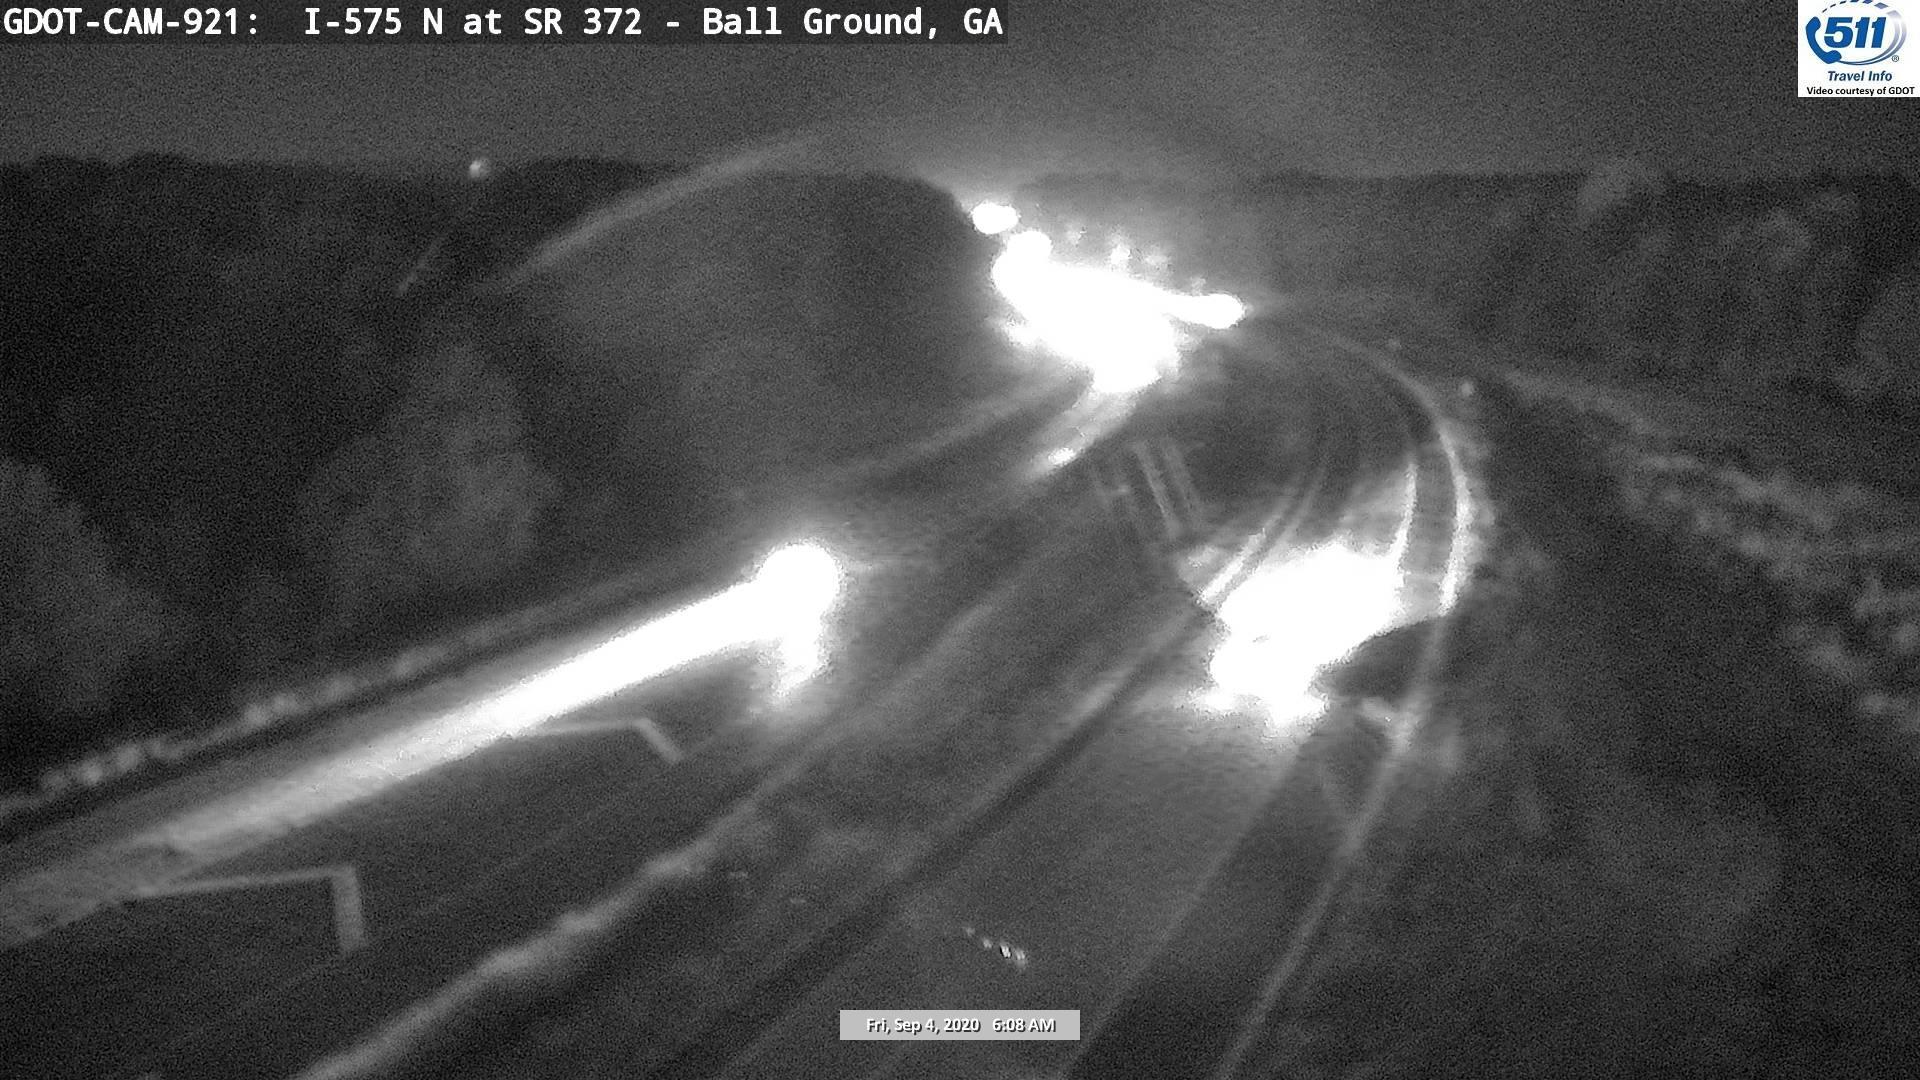 GDOT-CAM-921: I-575 N at SR 372 - Ball Ground, GA
511
®
Travel Info
Video courtesy of GDOT
Fri, Sep 4, 2020 6:08 AM